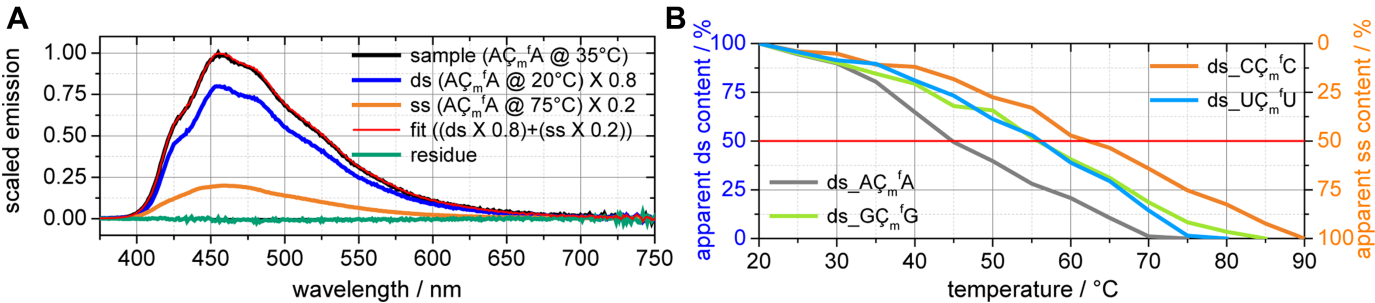 A
scaled emission
1.00
0.75
0.50
0.25
0.00
sample (AÇₘᶠA @ 35°C)
ds (AÇₘᶠA @ 20°C) X 0.8
ss (AÇₘᶠA @ 75°C) X 0.2
fit ((ds X 0.8)+(ss X 0.2))
residue
400 450 500 550 600 650 700 750
wavelength / nm
B
apparent ds content / %
100
75
50
25
0
ds_CÇₘᶠC
ds_UÇₘᶠU
ds_AÇₘᶠA
ds_GÇₘᶠG
0
25
50
75
100
apparent ss content / %
20 30 40 50 60 70 80 90
temperature / °C